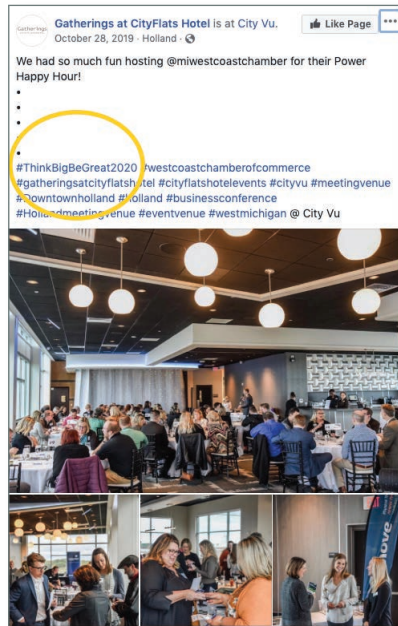 Gatherings
Gatherings at CityFlats Hotel is at City Vu.
October 28, 2019 · Holland ·
Like Page
We had so much fun hosting @miwestcoastchamber for their Power
Happy Hour!
•
•
•
•
•
#ThinkBigBeGreat2020 #westcoastchamberofcommerce
#gatheringsatcityflatshotel #cityflatshotelevents #cityvu #meetingvenue
#Downtownholland #Holland #businessconference
#Hollandmeetingvenue #eventvenue #westmichigan @ City Vu